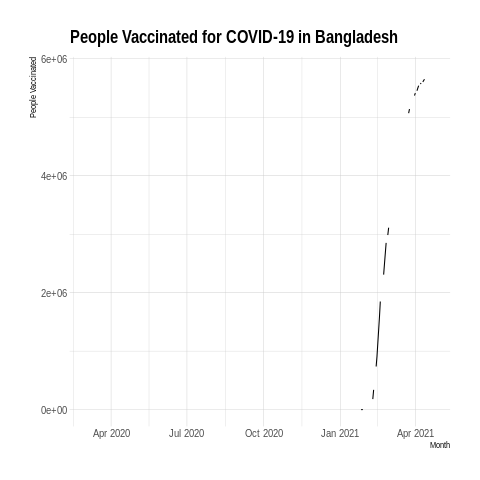 People Vaccinated for COVID-19 in Bangladesh
People Vaccinated
6e+06
4e+06
2e+06
0e+00
Apr 2020 Jul 2020 Oct 2020 Jan 2021 Apr 2021
Month